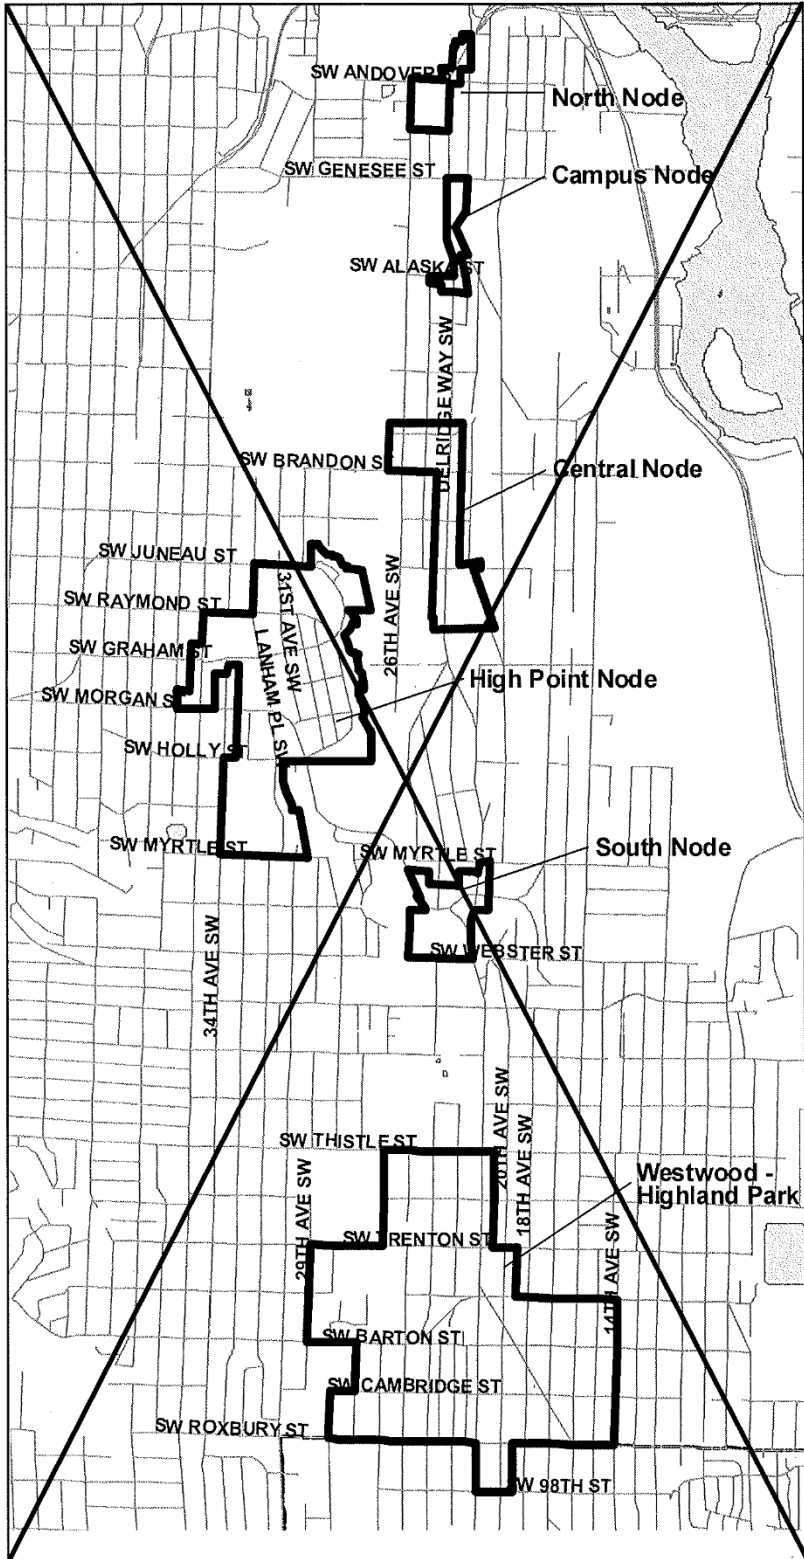 SW ANDOVER ST
North Node
SW GENESEE ST
Campus Node
SW ALASKA ST
DELRIDGE WAY SW
SW BRANDON ST
Central Node
SW JUNEAU ST
31ST AVE SW
26TH AVE SW
SW RAYMOND ST
LANHAM PL SW
SW GRAHAM ST
High Point Node
SW MORGAN ST
SW HOLLY ST
SW MYRTLE ST
SW MYRTLE ST
South Node
34TH AVE SW
SW WEBSTER ST
20TH AVE SW
SW THISTLE ST
18TH AVE SW
29TH AVE SW
Westwood -
Highland Park
SW TRENTON ST
14TH AVE SW
SW BARTON ST
SW CAMBRIDGE ST
SW ROXBURY ST
SW 98TH ST